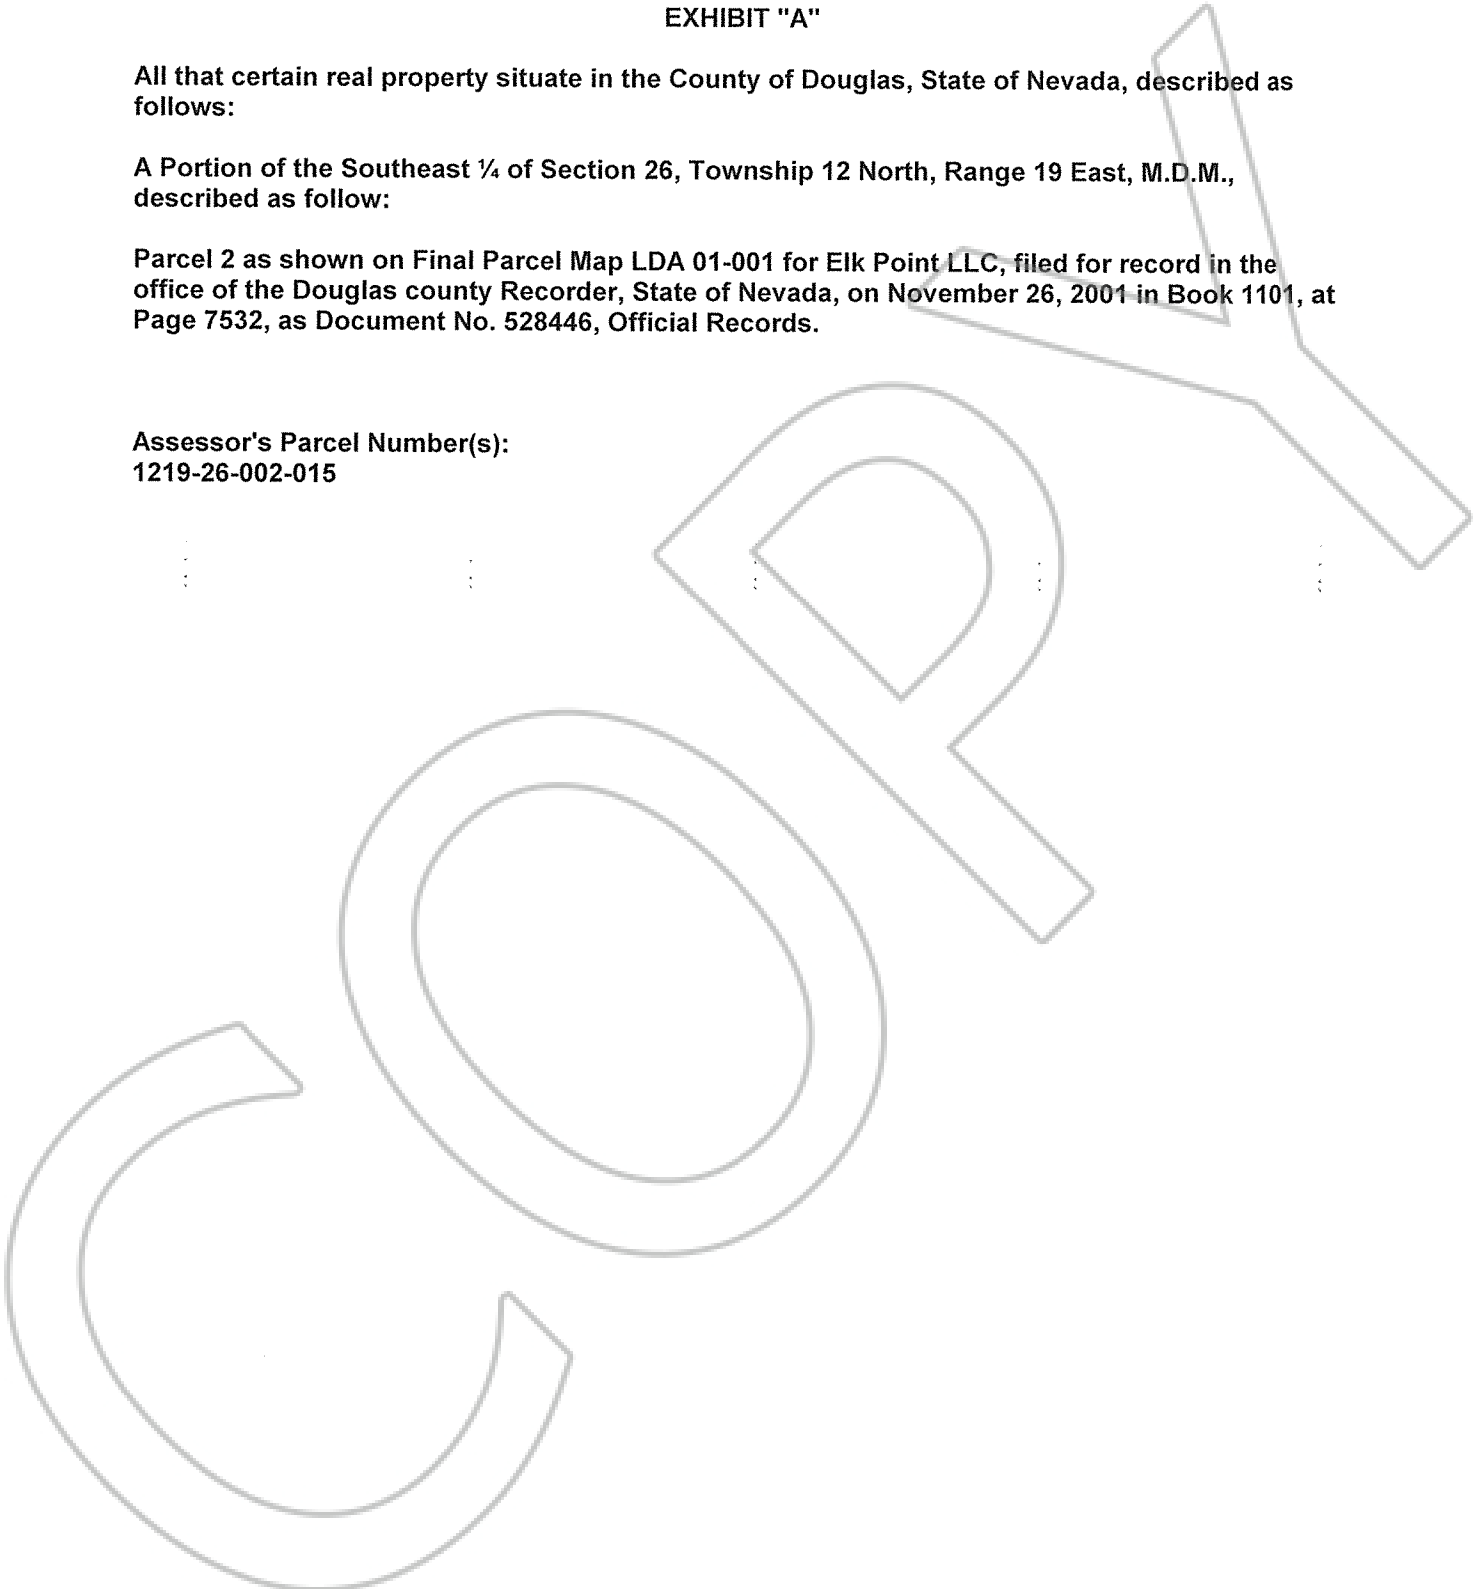 EXHIBIT "A"
All that certain real property situate in the County of Douglas, State of Nevada, described as
follows:
A Portion of the Southeast ¼ of Section 26, Township 12 North, Range 19 East, M.D.M.,
described as follow:
Parcel 2 as shown on Final Parcel Map LDA 01-001 for Elk Point LLC, filed for record in the
office of the Douglas county Recorder, State of Nevada, on November 26, 2001 in Book 1101, at
Page 7532, as Document No. 528446, Official Records.
Assessor's Parcel Number(s):
1219-26-002-015
COPY